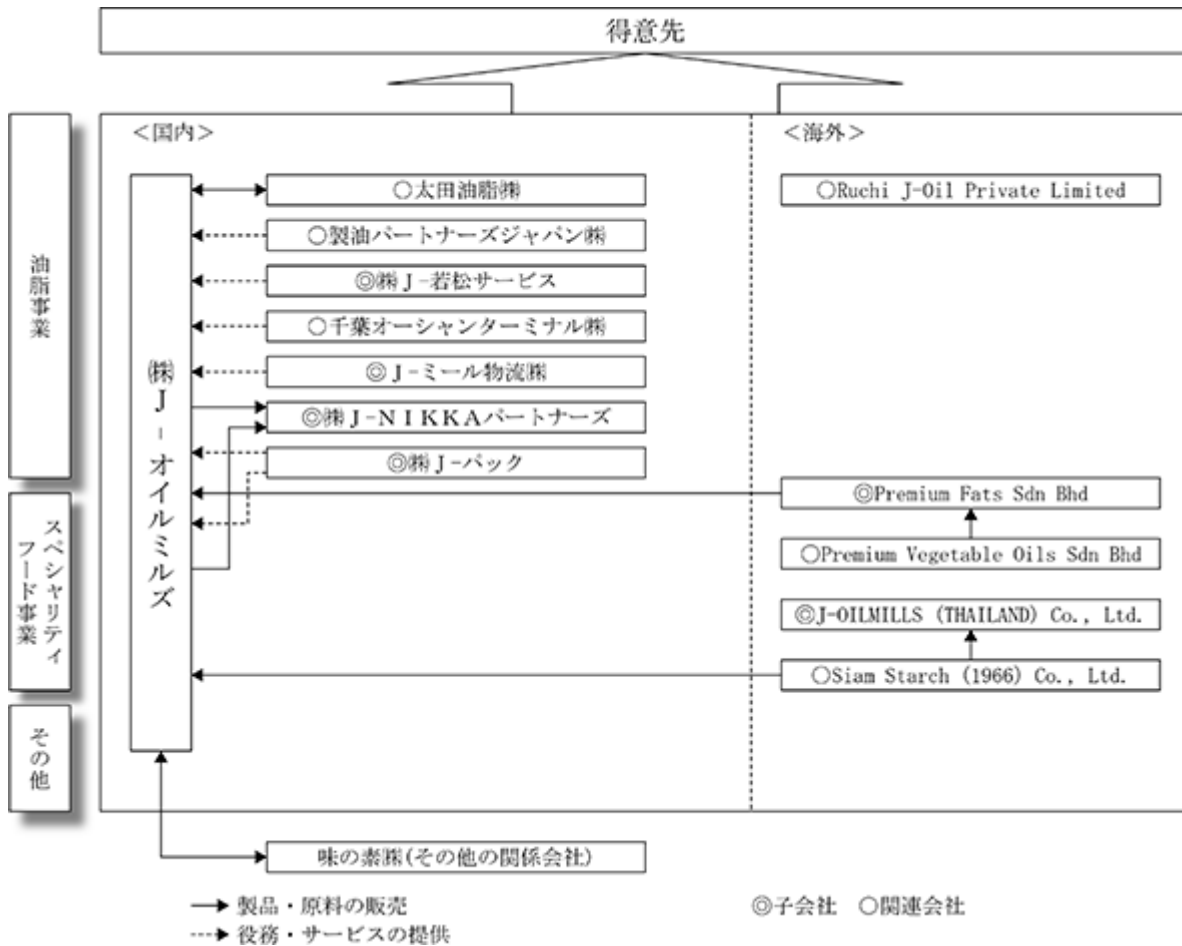 得意先
<国内>
<海外>
油脂事業
スペシャリティ
フード事業
その他
㈱J-オイルミルズ
○太田油脂㈱
○製油パートナーズジャパン㈱
◎㈱J-若松サービス
○千葉オーシャンターミナル㈱
◎J-ミール物流㈱
◎㈱J-NIKKAパートナーズ
◎㈱J-パック
○Ruchi J-Oil Private Limited
◎Premium Fats Sdn Bhd
○Premium Vegetable Oils Sdn Bhd
◎J-OILMILLS (THAILAND) Co., Ltd.
○Siam Starch (1966) Co., Ltd.
味の素㈱(その他の関係会社)
製品・原料の販売
役務・サービスの提供
◎子会社 ○関連会社